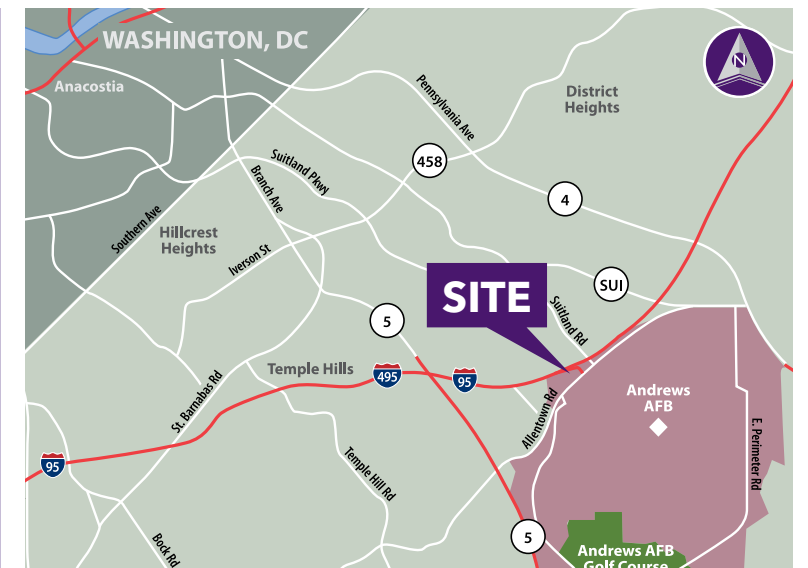 WASHINGTON, DC
N
Anacostia
Pennsylvania Ave
District
Heights
458
Suitland Pkwy
Branch Ave
4
Southern Ave
Hillcrest
Heights
Iverson St
SUI
SITE
5
Suitland Rd
Temple Hills
495
95
St. Barnabas Rd
Andrews
AFB
Allentown Rd
E. Perimeter Rd
95
Temple Hill Rd
Bock Rd
5
Andrews AFB
Golf Course